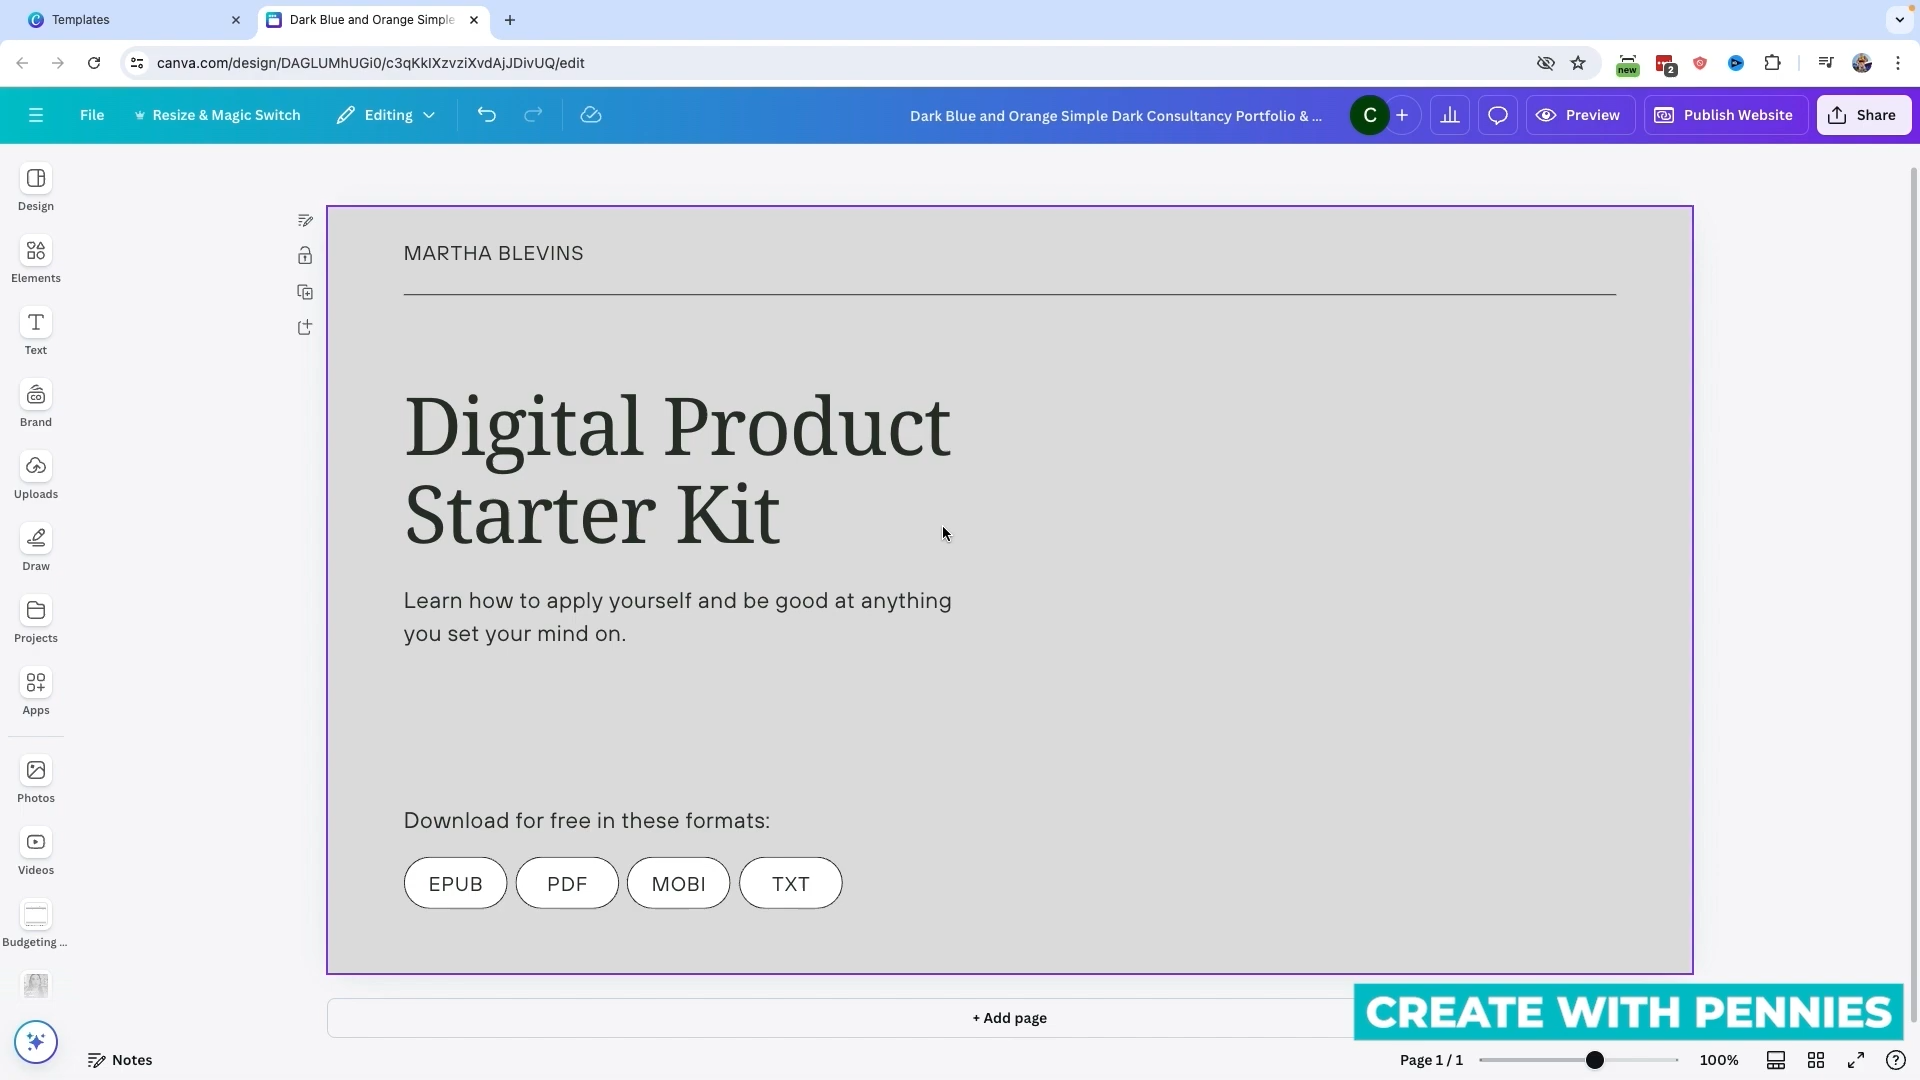 Templates
Dark Blue and Orange Simple
canva.com/design/DAGLUMhUGi0/c3qKkIXzvziXvdAjJDivUQ/edit
new
2
File
Resize & Magic Switch
Editing
Dark Blue and Orange Simple Dark Consultancy Portfolio & ...
C
Preview
Publish Website
Share
Design
Elements
Text
Brand
Uploads
Draw
Projects
Apps
Photos
Videos
Budgeting ...
MARTHA BLEVINS
Digital Product
Starter Kit
Learn how to apply yourself and be good at anything
you set your mind on.
Download for free in these formats:
EPUB PDF MOBI TXT
+ Add page
CREATE WITH PENNIES
Notes
Page 1 / 1
100%